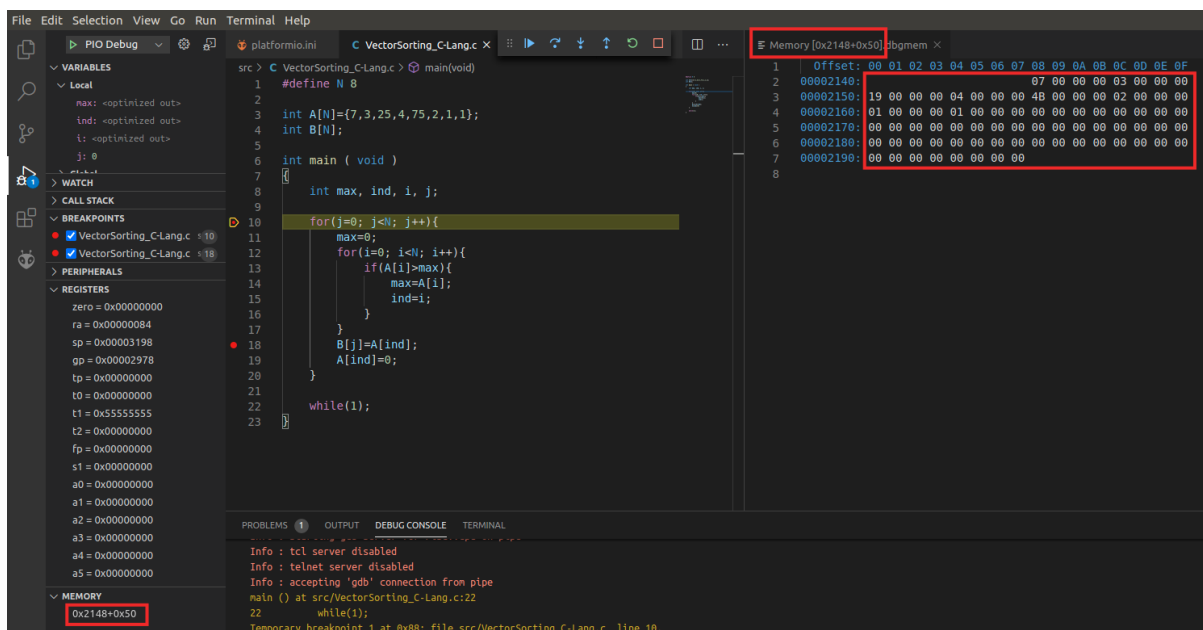 File Edit Selection View Go Run Terminal Help
PIO Debug
platformio.ini
C VectorSorting_C-Lang.c ×
Memory [0x2148+0x50].dbgmem ×
VARIABLES
Local
max: <optimized out>
ind: <optimized out>
i: <optimized out>
j: 0
WATCH
CALL STACK
BREAKPOINTS
VectorSorting_C-Lang.c 10
VectorSorting_C-Lang.c 18
PERIPHERALS
REGISTERS
zero = 0x00000000
ra = 0x00000084
sp = 0x00003198
gp = 0x00002978
tp = 0x00000000
t0 = 0x00000000
t1 = 0x55555555
t2 = 0x00000000
fp = 0x00000000
s1 = 0x00000000
a0 = 0x00000000
a1 = 0x00000000
a2 = 0x00000000
a3 = 0x00000000
a4 = 0x00000000
a5 = 0x00000000
MEMORY
0x2148+0x50
1
src > C VectorSorting_C-Lang.c > main(void)
1 #define N 8
2
3 int A[N]={7,3,25,4,75,2,1,1};
4 int B[N];
5
6 int main ( void )
7 {
8 int max, ind, i, j;
9
10 for(j=0; j<N; j++){
11 max=0;
12 for(i=0; i<N; i++){
13 if(A[i]>max){
14 max=A[i];
15 ind=i;
16 }
17 }
18 B[j]=A[ind];
19 A[ind]=0;
20 }
21
22 while(1);
23 }
1 Offset: 00 01 02 03 04 05 06 07 08 09 0A 0B 0C 0D 0E 0F
2 00002140: 07 00 00 00 03 00 00 00
3 00002150: 19 00 00 00 04 00 00 00 4B 00 00 00 02 00 00 00
4 00002160: 01 00 00 00 01 00 00 00 00 00 00 00 00 00 00 00
5 00002170: 00 00 00 00 00 00 00 00 00 00 00 00 00 00 00 00
6 00002180: 00 00 00 00 00 00 00 00 00 00 00 00 00 00 00 00
7 00002190: 00 00 00 00 00 00 00 00
8
PROBLEMS 1 OUTPUT DEBUG CONSOLE TERMINAL
Info : tcl server disabled
Info : telnet server disabled
Info : accepting 'gdb' connection from pipe
main () at src/VectorSorting_C-Lang.c:22
22 while(1);
Temporary breakpoint 1 at 0x88: file src/VectorSorting_C-Lang.c, line 10.